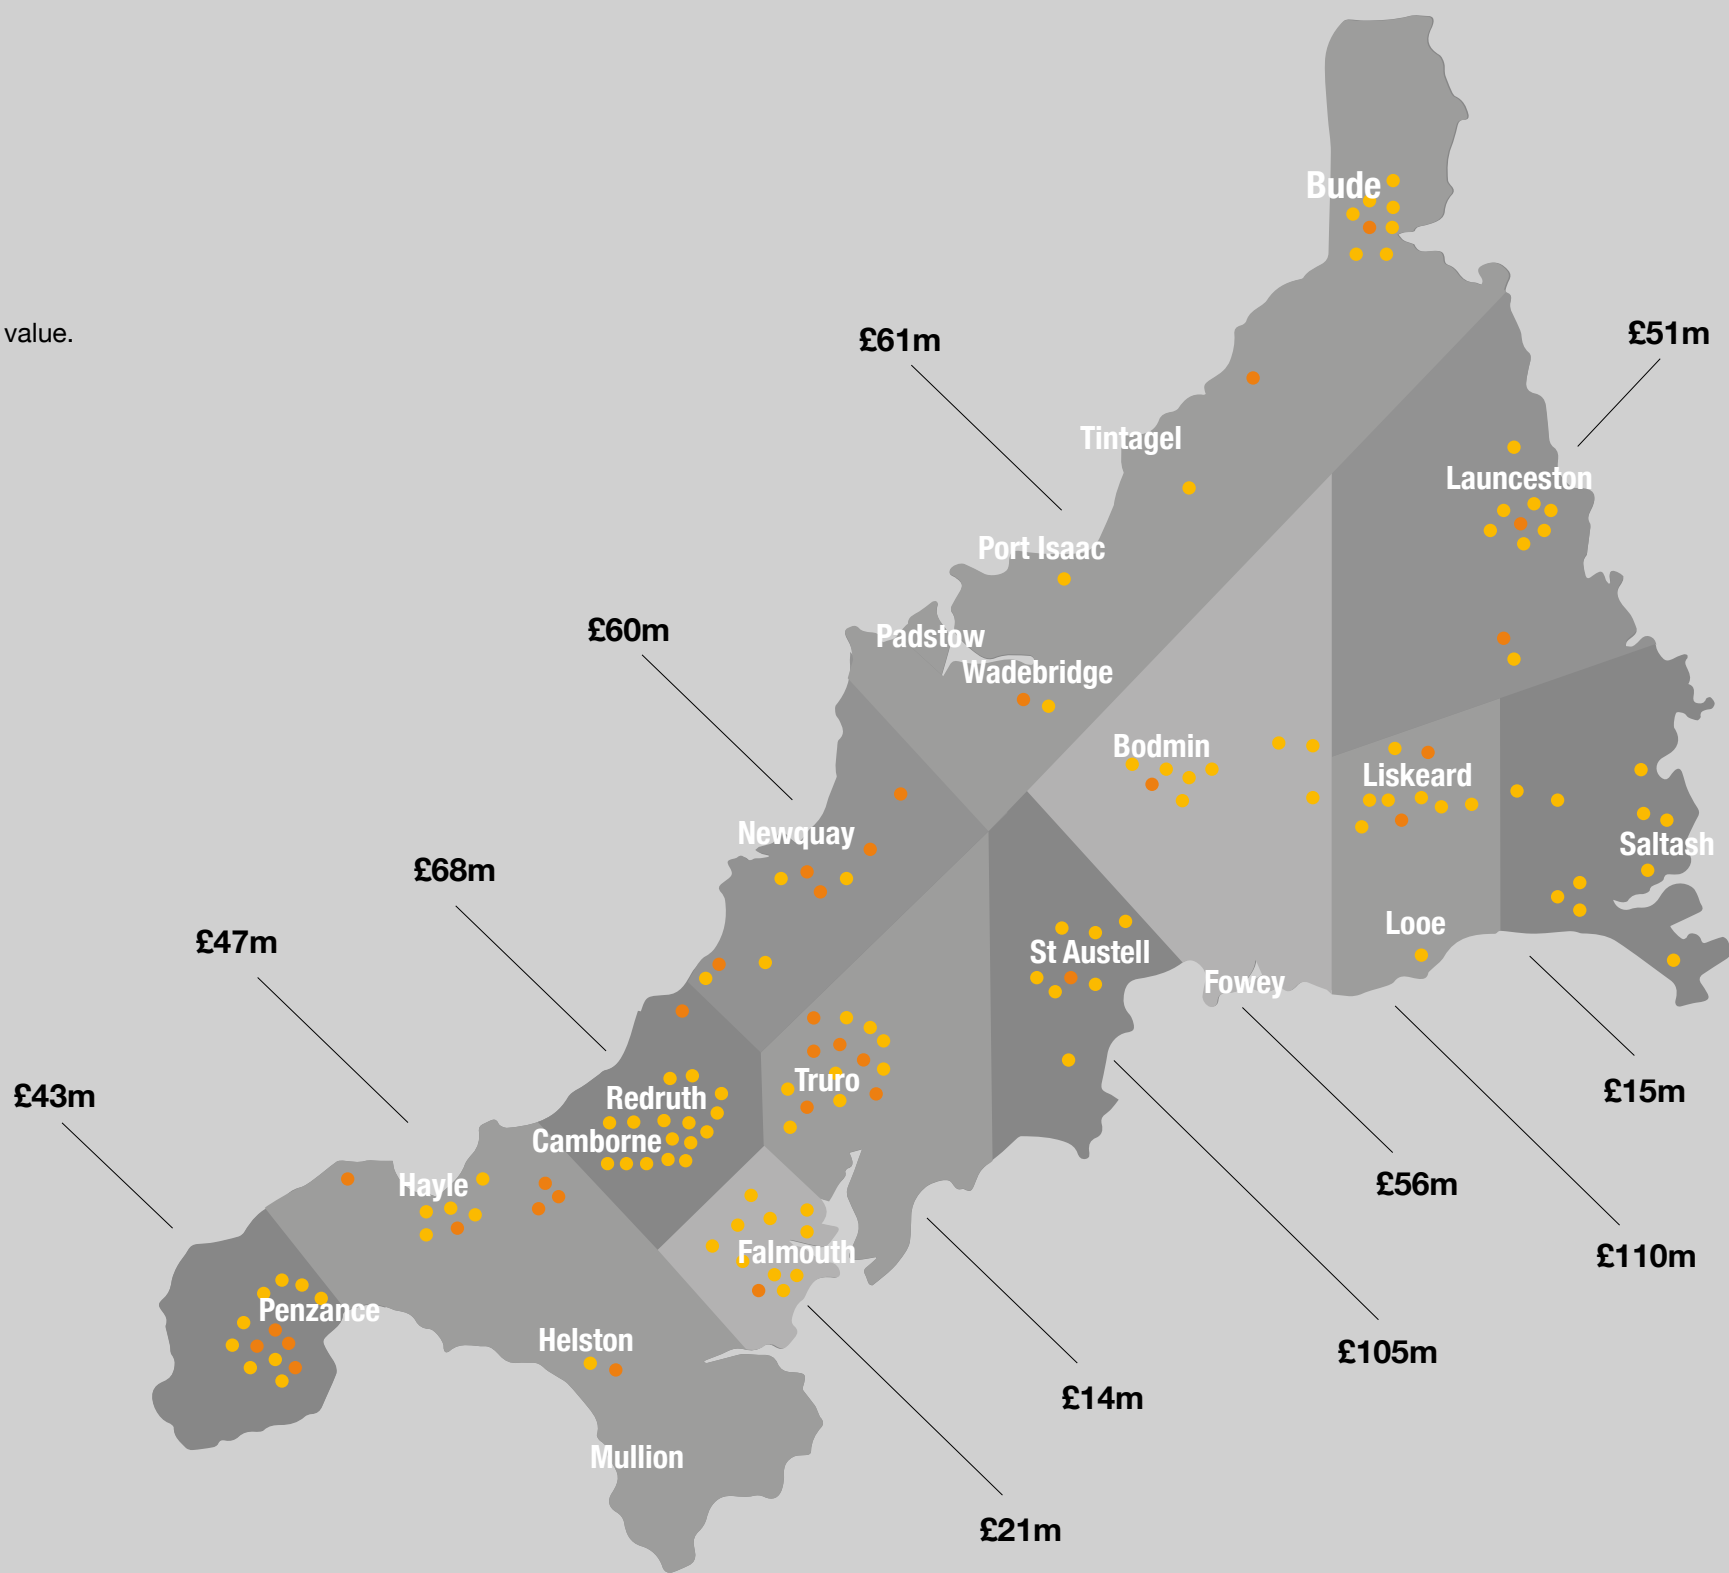 Bude
value.
£61m
£51m
Tintagel
Launceston
Port Isaac
£60m
Padstow
Wadebridge
Bodmin
Liskeard
Newquay
Saltash
£68m
Looe
£47m
St Austell
Fowey
Truro
£15m
£43m
Redruth
Camborne
Hayle
£56m
Falmouth
£110m
Penzance
Helston
£105m
£14m
Mullion
£21m